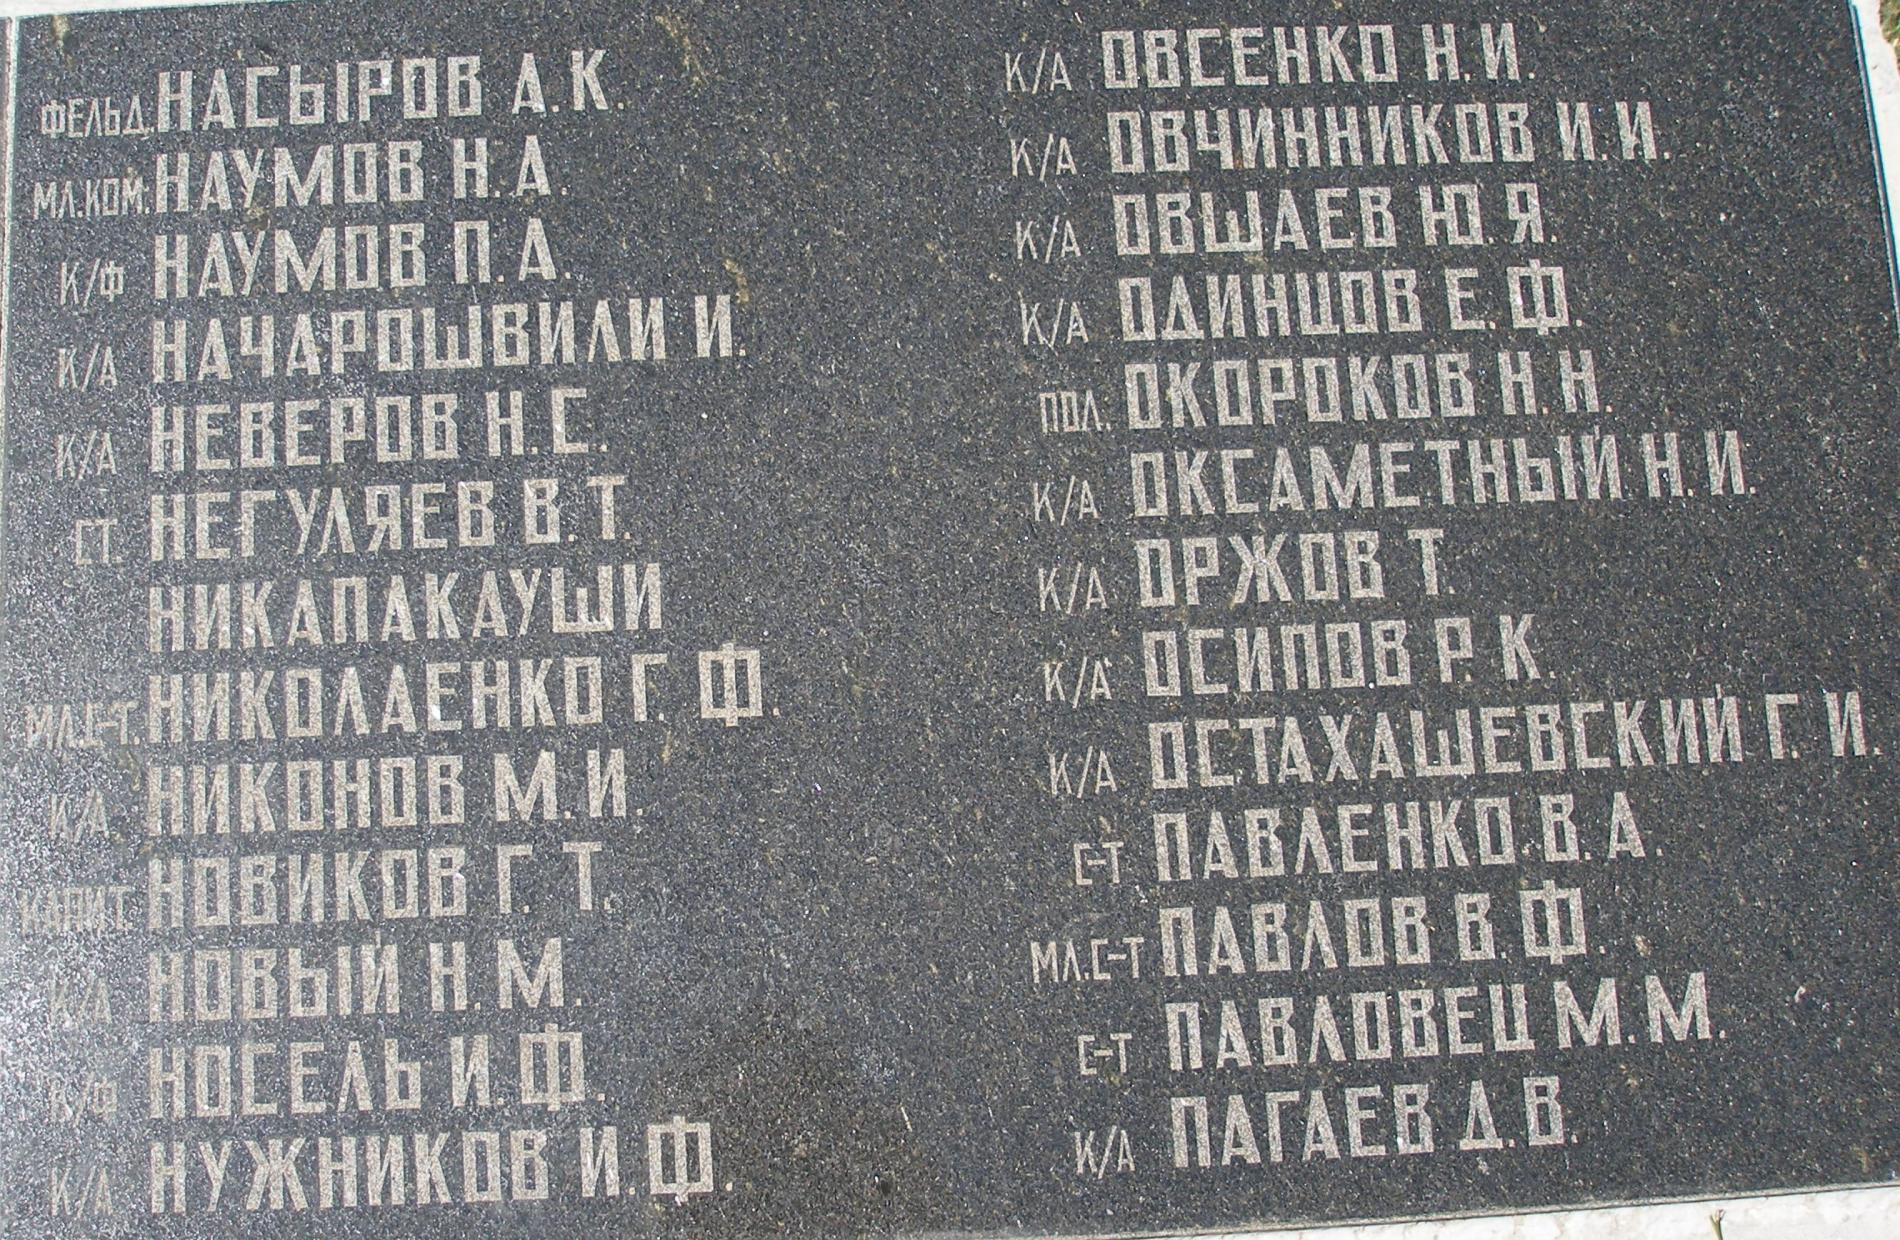 ФЕЛЬД. НАСЫРОВ А.К.
МЛ.КОМ. НАУМОВ Н.А.
К/Ф НАУМОВ П.А.
К/А НАЧАРОШВИЛИ И.
К/А НЕВЕРОВ Н.С.
СТ. НЕГУЛЯЕВ В.Т.
НИКАПАКАУШИ
МЛ.С-Т. НИКОЛАЕНКО Г.Ф.
К/А НИКОНОВ М.И.
КАПИТ. НОВИКОВ Г.Т.
К/А НОВЫЙ Н.М.
В/Ф НОСЕЛЬ И.Ф.
К/А НУЖНИКОВ И.Ф.
К/А ОВСЕНКО Н.И.
К/А ОВЧИННИКОВ И.И.
К/А ОВШАЕВ Ю.Я.
К/А ОДИНЦОВ Е.Ф.
ПОЛ. ОКОРОКОВ Н.Н.
К/А ОКСАМЕТНЫЙ Н.И.
К/А ОРЖОВ Т.
К/А ОСИПОВ Р.К.
К/А ОСТАХАШЕВСКИЙ Г.И.
С-Т ПАВЛЕНКО В.А.
МЛ.С-Т ПАВЛОВ В.Ф.
С-Т ПАВЛОВЕЦ М.М.
К/А ПАГАЕВ Д.В.